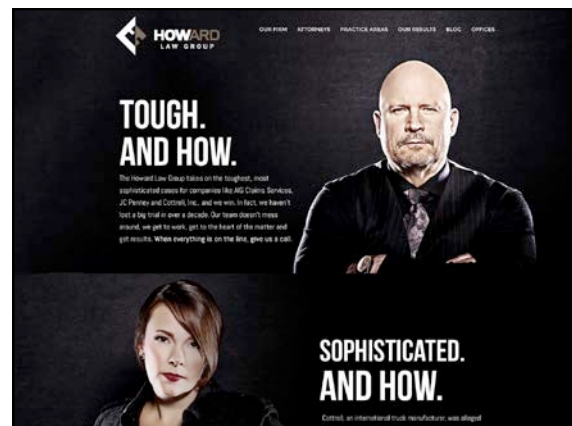 HOWARD
LAW GROUP
OUR FIRM ATTORNEYS PRACTICE AREAS OUR RESULTS BLOG OFFICES
TOUGH.
AND HOW.
The Howard Law Group takes on the toughest, most
sophisticated cases for companies like AIG Claims Services,
JC Penney and Cottrell, Inc., and we win. In fact, we haven't
lost a big trial in over a decade. Our team doesn't mess
around, we get to work, get to the heart of the matter and
get results. When everything is on the line, give us a call.
SOPHISTICATED.
AND HOW.
Cottrell, an international truck manufacturer, was alleged